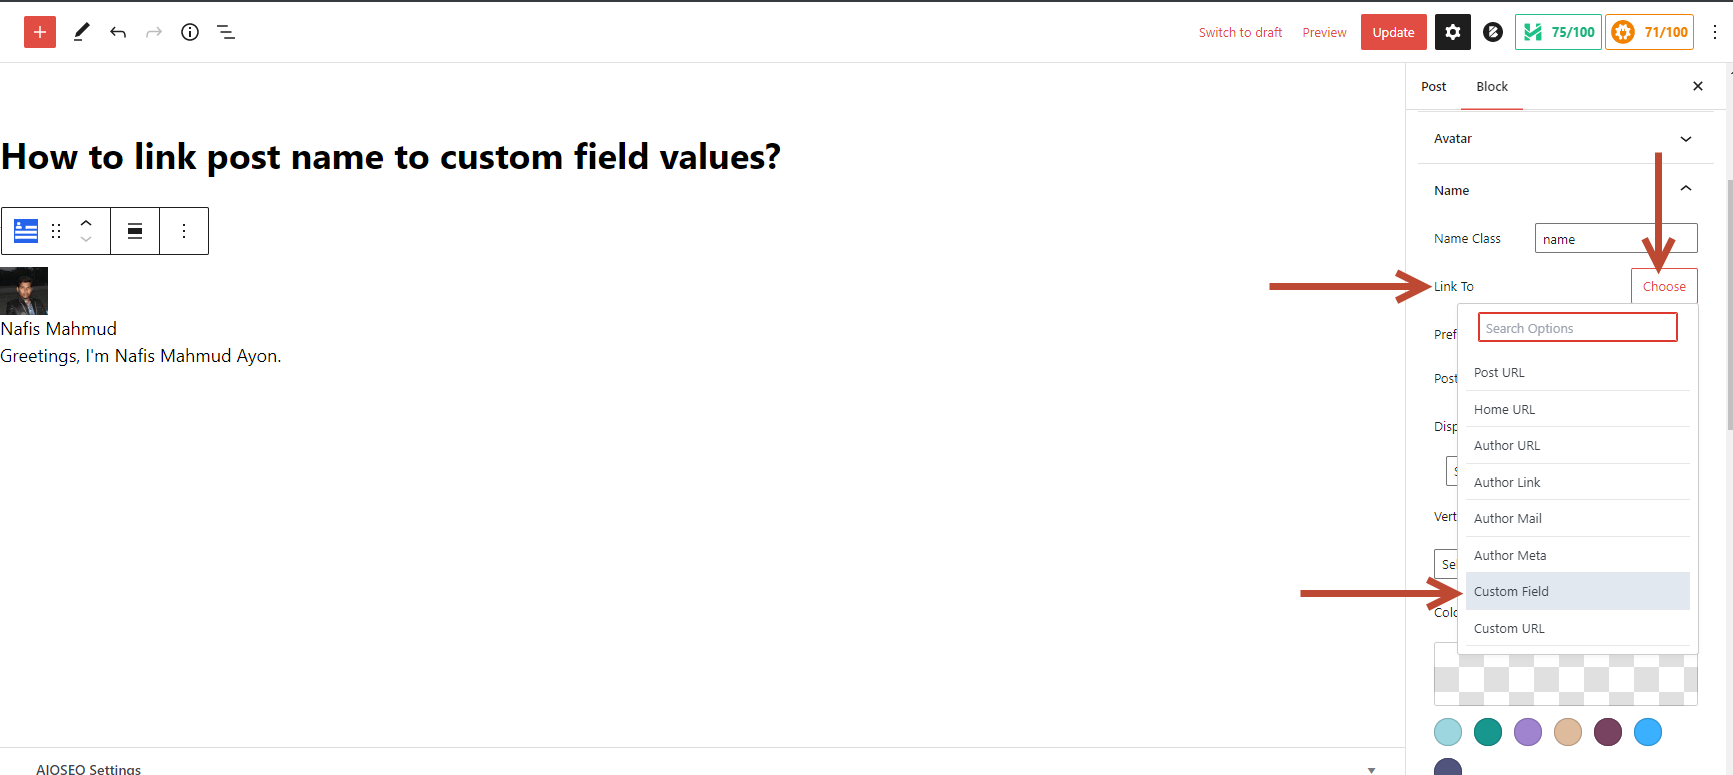 Switch to draft
Preview
Update
75/100
71/100
Post
Block
How to link post name to custom field values?
Nafis Mahmud
Greetings, I'm Nafis Mahmud Ayon.
Avatar
Name
Name Class
name
Link To
Choose
Search Options
Pref
Post URL
Post
Home URL
Disp
Author URL
S
Author Link
Vert
Author Mail
Author Meta
Sel
Custom Field
Colo
Custom URL
AIOSEO Settings